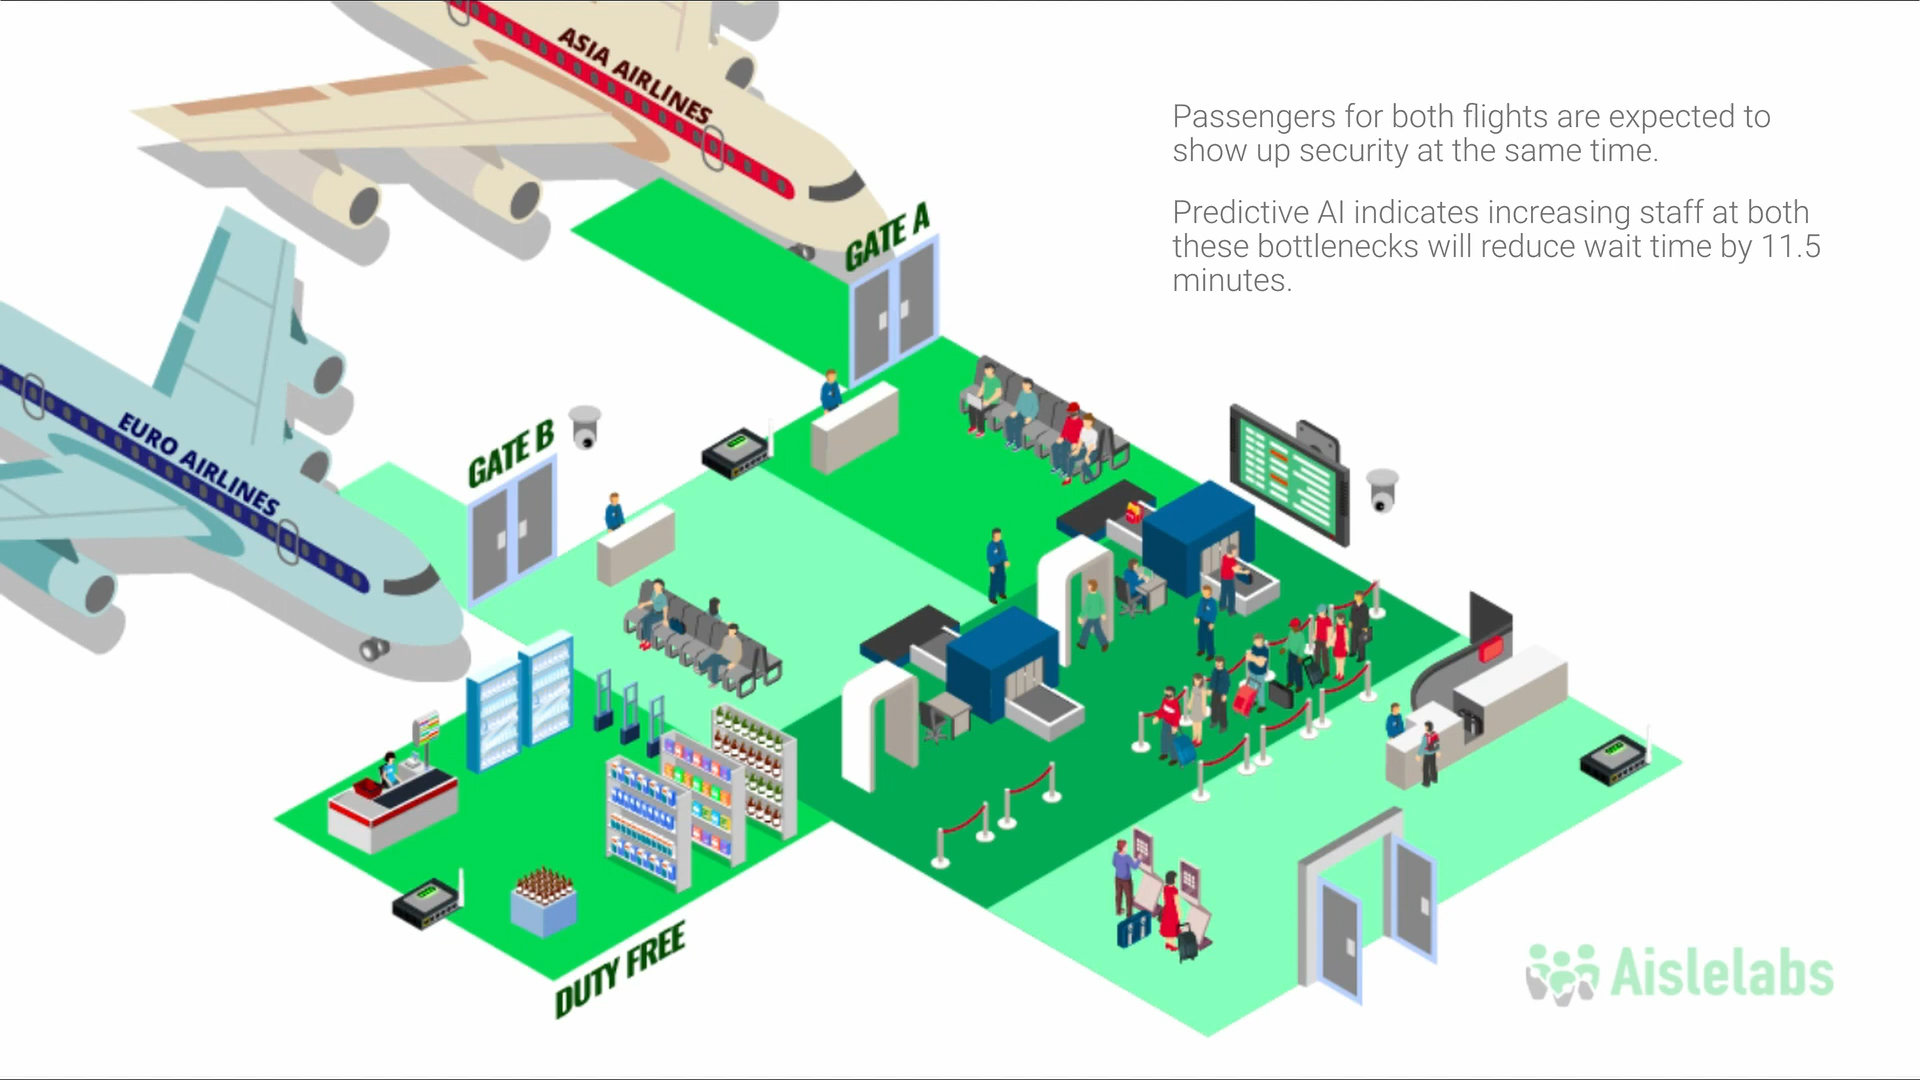 ASIA AIRLINES
Passengers for both flights are expected to
show up security at the same time.
Predictive AI indicates increasing staff at both
these bottlenecks will reduce wait time by 11.5
minutes.
GATE A
EURO AIRLINES
GATE B
DUTY FREE
Aislelabs